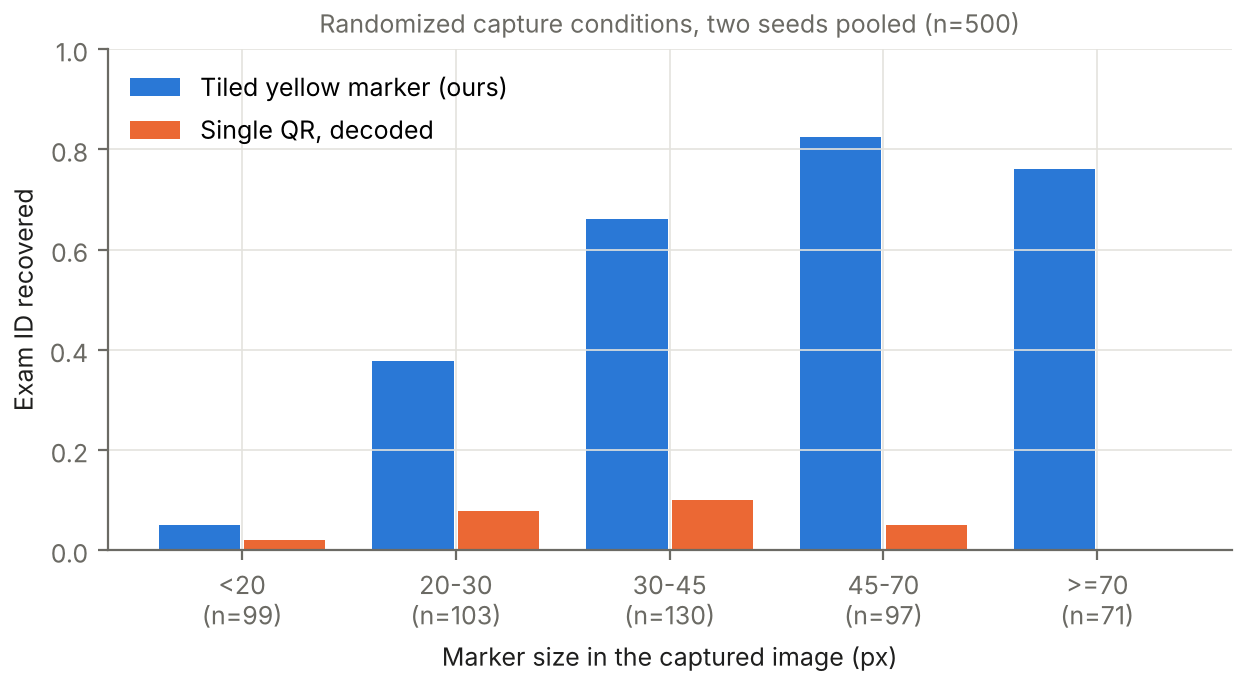 Randomized capture conditions, two seeds pooled (n=500)
Tiled yellow marker (ours)
Single QR, decoded
Exam ID recovered
1.0
0.8
0.6
0.4
0.2
0.0
<20 20-30 30-45 45-70 >=70
(n=99) (n=103) (n=130) (n=97) (n=71)
Marker size in the captured image (px)